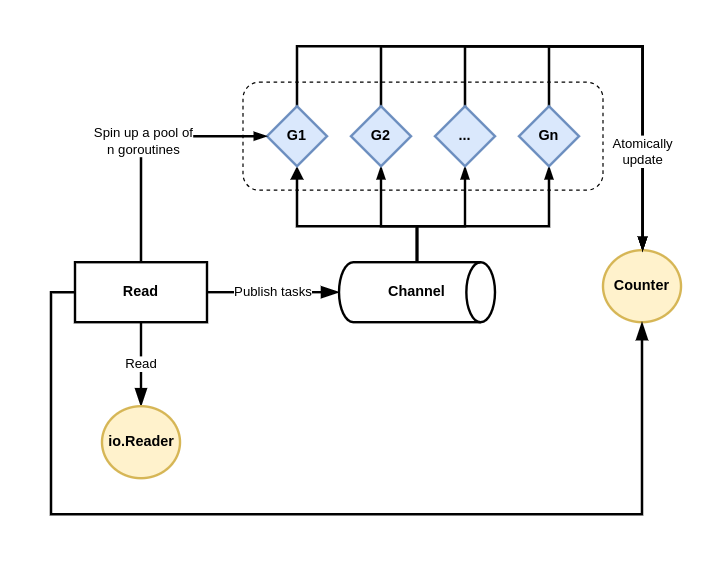 Spin up a pool of
n goroutines
G1
G2
...
Gn
Atomically
update
Read
Publish tasks
Channel
Counter
Read
io.Reader